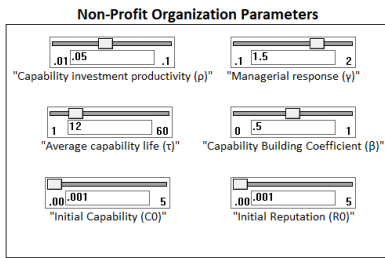 Non-Profit Organization Parameters
.01 .05 .1
"Capability investment productivity (ρ)"
.1 1.5 2
"Managerial response (γ)"
1 12 60
"Average capability life (τ)"
0 .5 1
"Capability Building Coefficient (β)"
.00 .001 5
"Initial Capability (C0)"
.00 .001 5
"Initial Reputation (R0)"